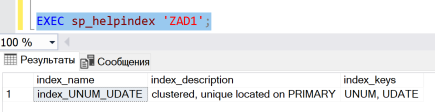 EXEC sp_helpindex 'ZAD1';
100 %
Результаты Сообщения
index_name index_description index_keys
1 index_UNUM_UDATE clustered, unique located on PRIMARY UNUM, UDATE